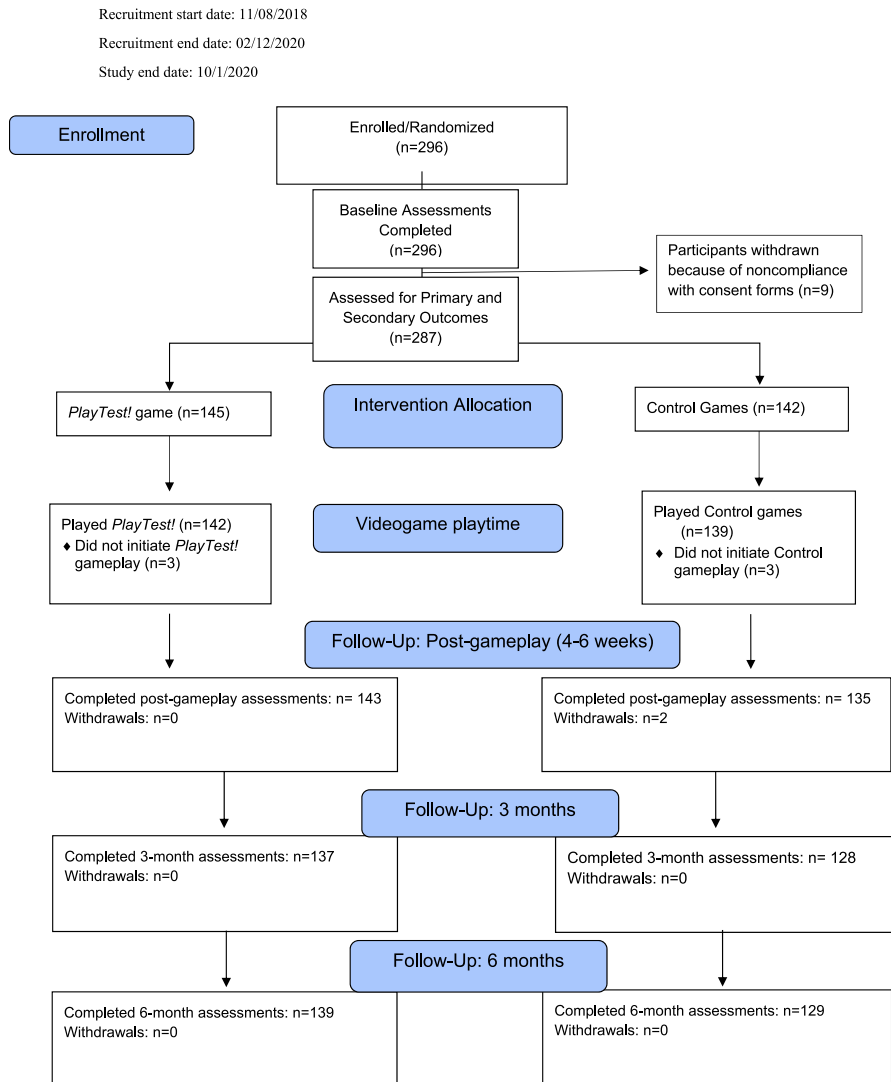 Recruitment start date: 11/08/2018
Recruitment end date: 02/12/2020
Study end date: 10/1/2020
Enrollment
Enrolled/Randomized
(n=296)
Baseline Assessments
Completed
(n=296)
Participants withdrawn
because of noncompliance
with consent forms (n=9)
Assessed for Primary and
Secondary Outcomes
(n=287)
PlayTest! game (n=145)
Intervention Allocation
Control Games (n=142)
Played PlayTest! (n=142)
♦ Did not initiate PlayTest!
gameplay (n=3)
Videogame playtime
Played Control games
(n=139)
♦ Did not initiate Control
gameplay (n=3)
Follow-Up: Post-gameplay (4-6 weeks)
Completed post-gameplay assessments: n= 143
Withdrawals: n=0
Completed post-gameplay assessments: n= 135
Withdrawals: n=2
Follow-Up: 3 months
Completed 3-month assessments: n=137
Withdrawals: n=0
Completed 3-month assessments: n= 128
Withdrawals: n=0
Follow-Up: 6 months
Completed 6-month assessments: n=139
Withdrawals: n=0
Completed 6-month assessments: n=129
Withdrawals: n=0